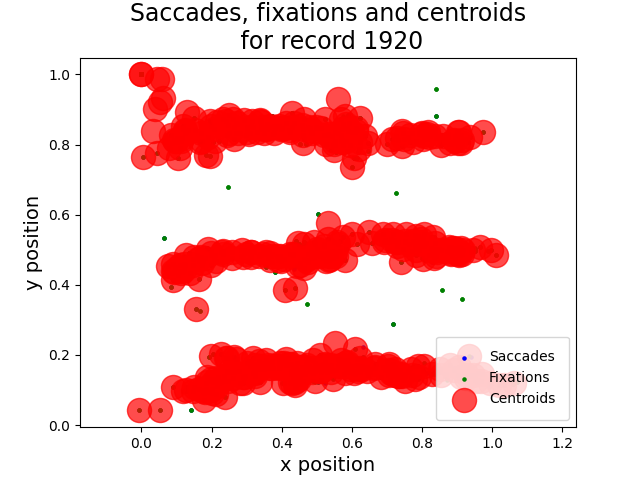 Saccades, fixations and centroids
for record 1920
1.0
0.8
0.6
0.4
0.2
0.0
y position
Saccades
Fixations
Centroids
0.0 0.2 0.4 0.6 0.8 1.0 1.2
x position